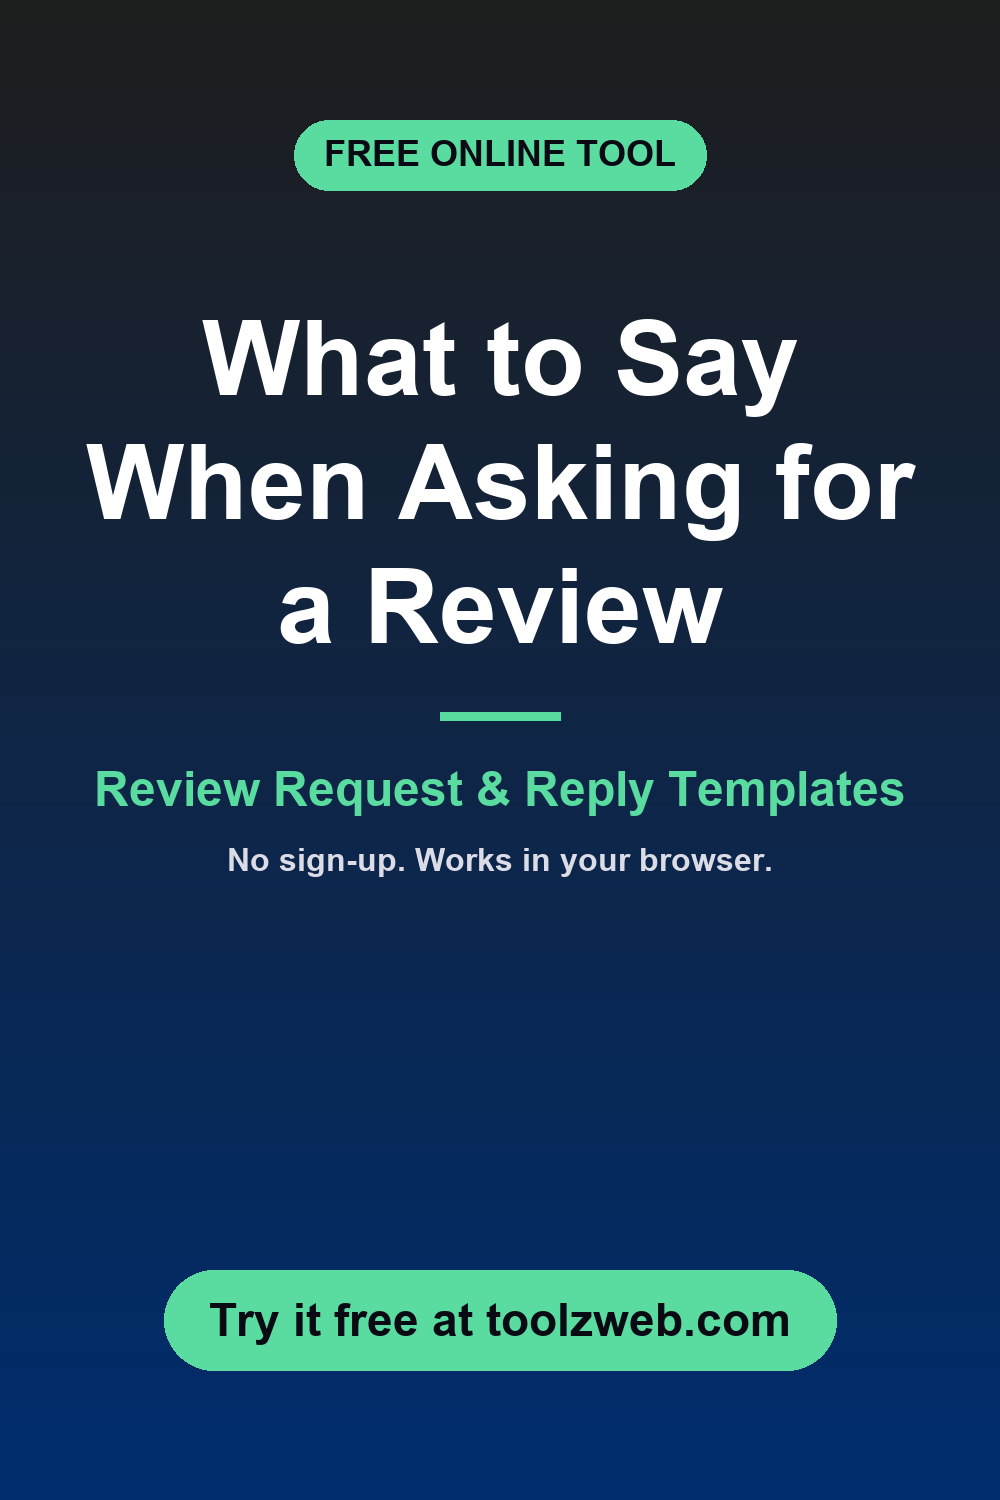 FREE ONLINE TOOL
What to Say
When Asking for
a Review
Review Request & Reply Templates
No sign-up. Works in your browser.
Try it free at toolzweb.com